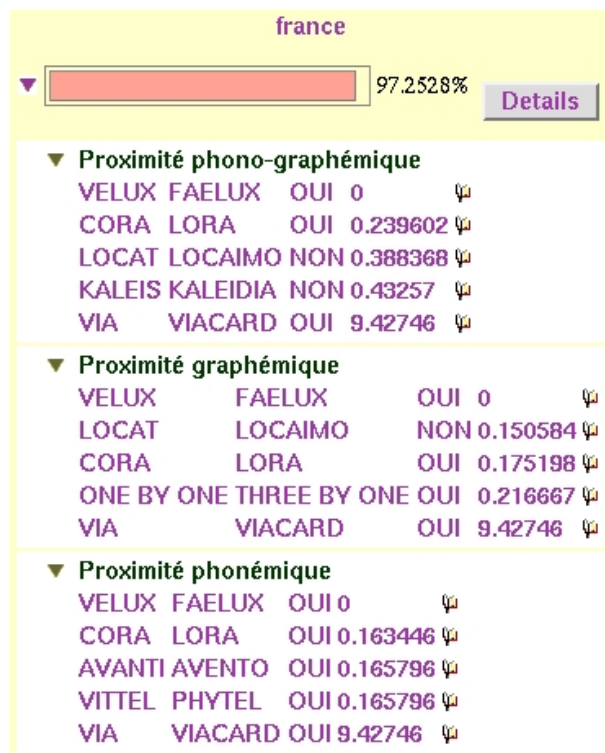 france
97.2528%
Details
Proximité phono-graphémique
VELUX FAELUX OUI 0
CORA LORA OUI 0.239602
LOCAT LOCAIMO NON 0.388368
KALEIS KALEIDIA NON 0.43257
VIA VIACARD OUI 9.42746
Proximité graphémique
VELUX FAELUX OUI 0
LOCAT LOCAIMO NON 0.150584
CORA LORA OUI 0.175198
ONE BY ONE THREE BY ONE OUI 0.216667
VIA VIACARD OUI 9.42746
Proximité phonémique
VELUX FAELUX OUI 0
CORA LORA OUI 0.163446
AVANTI AVENTO OUI 0.165796
VITTEL PHYTEL OUI 0.165796
VIA VIACARD OUI 9.42746